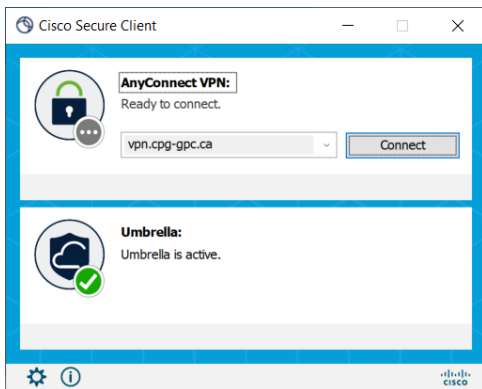 Cisco Secure Client
AnyConnect VPN:
Ready to connect.
vpn.cpg-gpc.ca
Connect
Umbrella:
Umbrella is active.
cisco